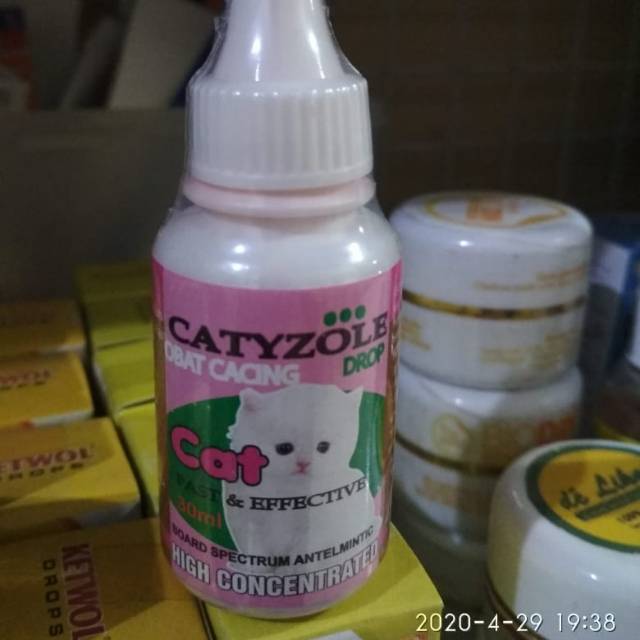 CATYZOLE
OBAT CACING
DROP
Cat
FAST & EFFECTIVE
30ml
BOARD SPECTRUM ANTELMINTIC
HIGH CONCENTRATED
KETWOL
DROPS
KETWOL
DROPS
2020-4-29 19:38